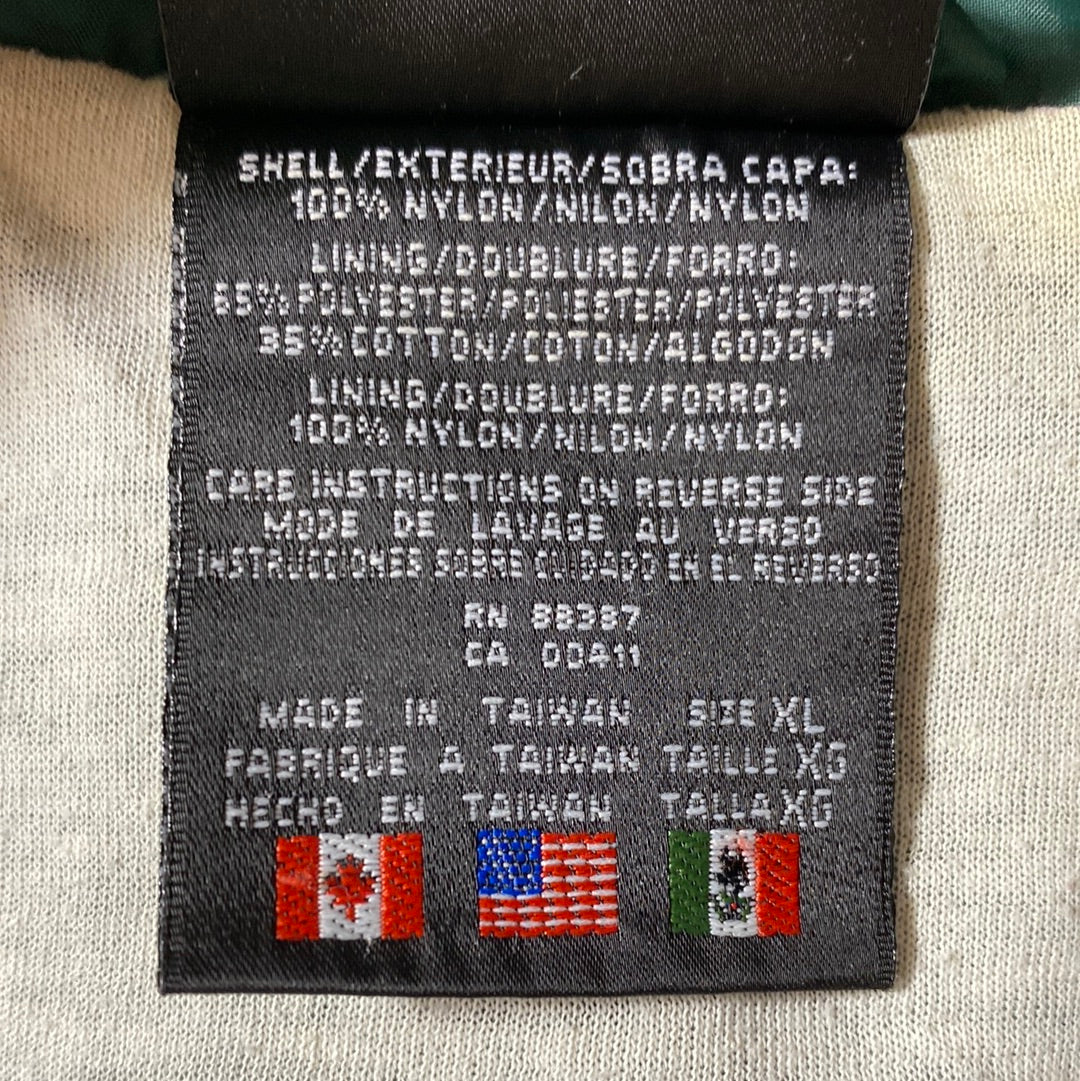 SHELL/EXTERIEUR/SOBRA CAPA:
100% NYLON/NILON/NYLON
LINING/DOUBLURE/FORRO:
65% POLYESTER/POLIESTER/POLYESTER
35% COTTON/COTON/ALGODON
LINING/DOUBLURE/FORRO:
100% NYLON/NILON/NYLON
CARE INSTRUCTIONS ON REVERSE SIDE
MODE DE LAVAGE AU VERSO
INSTRUCCIONES SOBRE CUIDADO EN EL REVERSO
RN 88387
CA 00411
MADE IN TAIWAN SIZE XL
FABRIQUE A TAIWAN TAILLE XG
HECHO EN TAIWAN TALLA XG